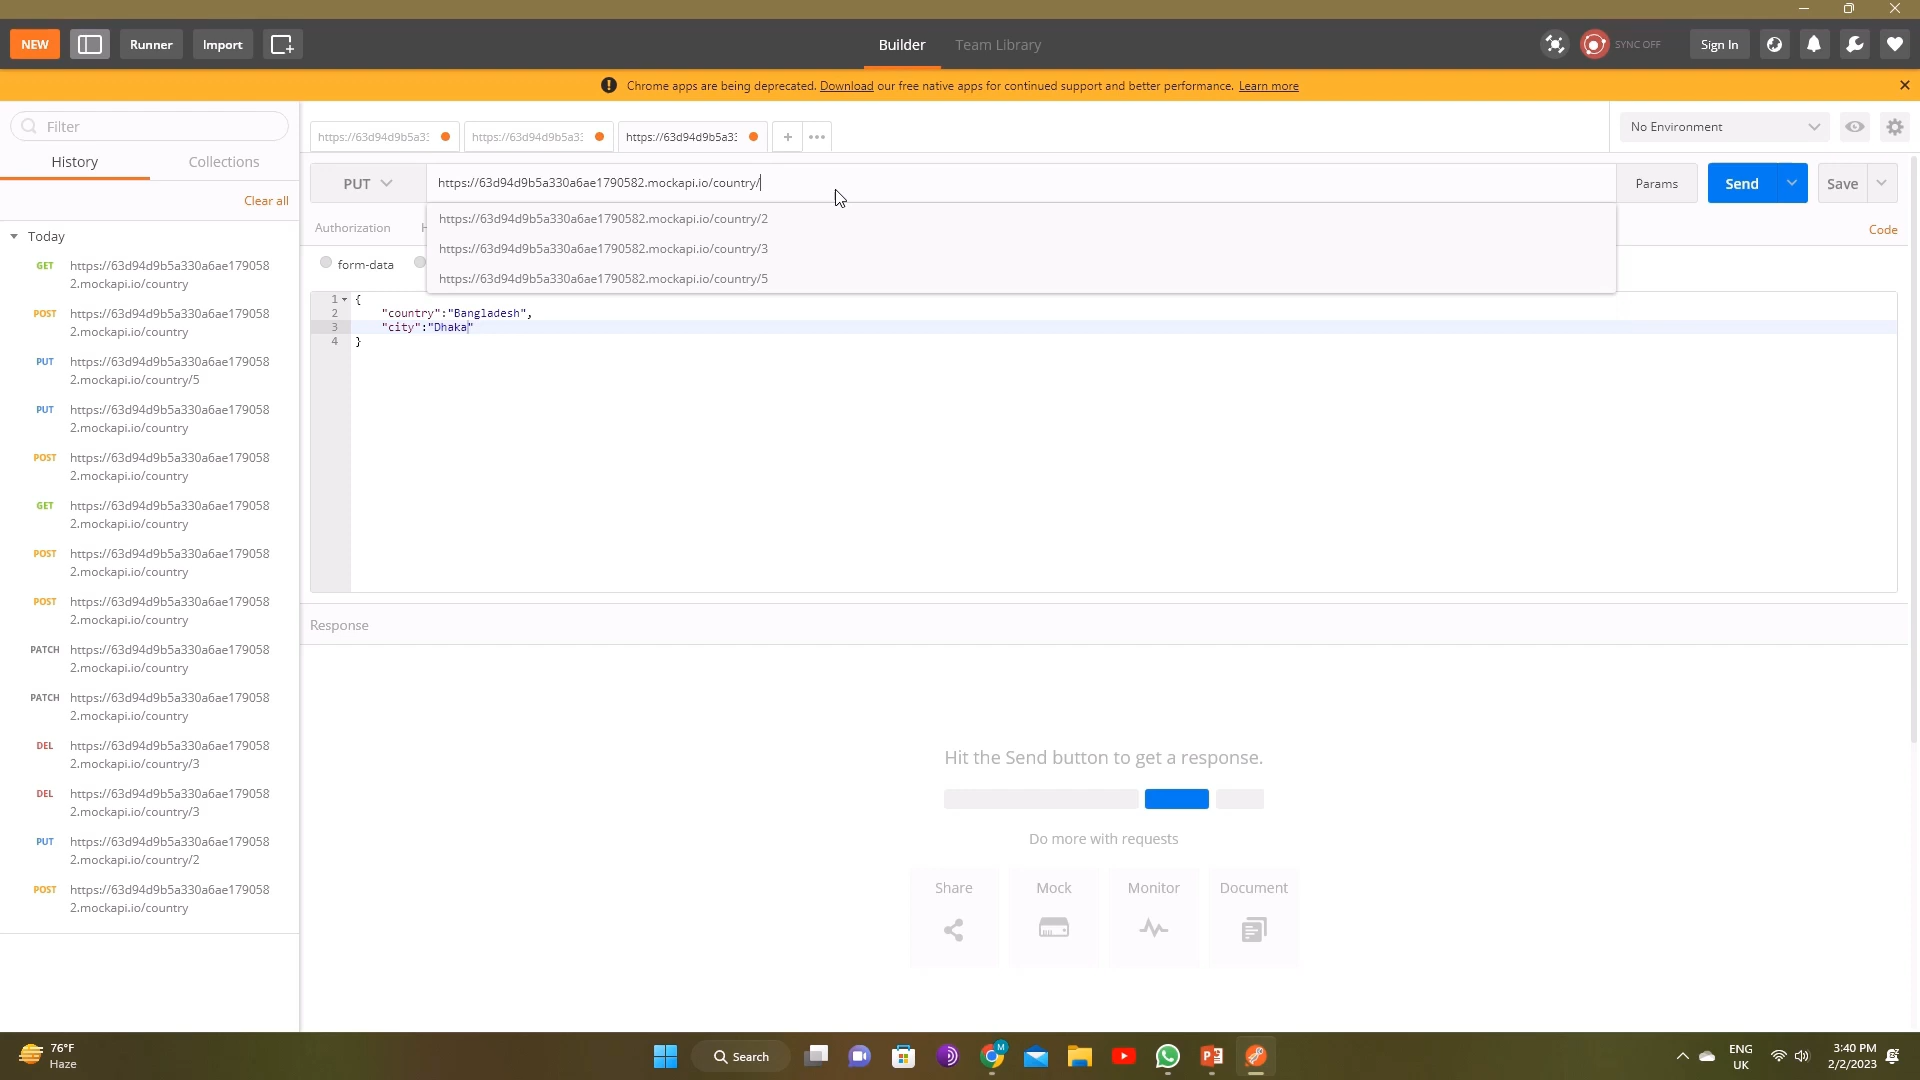 NEW
Runner
Import
Builder
Team Library
SYNC OFF
Sign In
Chrome apps are being deprecated. Download our free native apps for continued support and better performance. Learn more
Filter
History
Collections
Clear all
Today
GET https://63d94d9b5a330a6ae179058
2.mockapi.io/country
POST https://63d94d9b5a330a6ae179058
2.mockapi.io/country
PUT https://63d94d9b5a330a6ae179058
2.mockapi.io/country/5
PUT https://63d94d9b5a330a6ae179058
2.mockapi.io/country
POST https://63d94d9b5a330a6ae179058
2.mockapi.io/country
GET https://63d94d9b5a330a6ae179058
2.mockapi.io/country
POST https://63d94d9b5a330a6ae179058
2.mockapi.io/country
POST https://63d94d9b5a330a6ae179058
2.mockapi.io/country
PATCH https://63d94d9b5a330a6ae179058
2.mockapi.io/country
PATCH https://63d94d9b5a330a6ae179058
2.mockapi.io/country
DEL https://63d94d9b5a330a6ae179058
2.mockapi.io/country/3
DEL https://63d94d9b5a330a6ae179058
2.mockapi.io/country/3
PUT https://63d94d9b5a330a6ae179058
2.mockapi.io/country/2
POST https://63d94d9b5a330a6ae179058
2.mockapi.io/country
https://63d94d9b5a3:
https://63d94d9b5a3:
https://63d94d9b5a3:
No Environment
PUT
https://63d94d9b5a330a6ae1790582.mockapi.io/country/
Params
Send
Save
https://63d94d9b5a330a6ae1790582.mockapi.io/country/2
https://63d94d9b5a330a6ae1790582.mockapi.io/country/3
https://63d94d9b5a330a6ae1790582.mockapi.io/country/5
Authorization
Code
form-data
1 {
2 "country":"Bangladesh",
3 "city":"Dhaka"
4 }
Response
Hit the Send button to get a response.
Do more with requests
Share
Mock
Monitor
Document
76°F
Haze
Search
ENG
UK
3:40 PM
2/2/2023